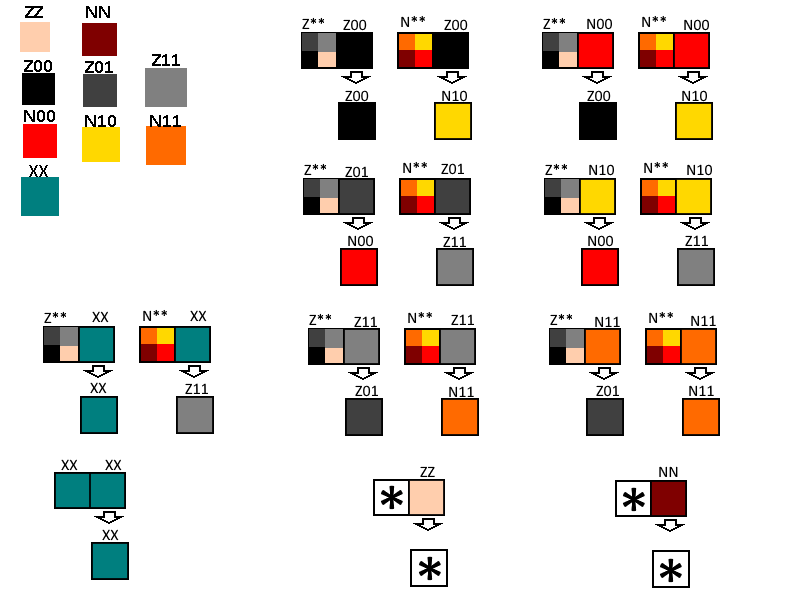 ZZ NN
Z00 Z01 Z11
N00 N10 N11
XX
Z** Z00 N** Z00
Z00 N10
Z** N00 N** N00
Z00 N10
Z** Z01 N** Z01
N00 Z11
Z** N10 N** N10
N00 Z11
Z** XX N** XX
XX Z11
Z** Z11 N** Z11
Z01 N11
Z** N11 N** N11
Z01 N11
XX XX
XX
ZZ
*
*
NN
*
*